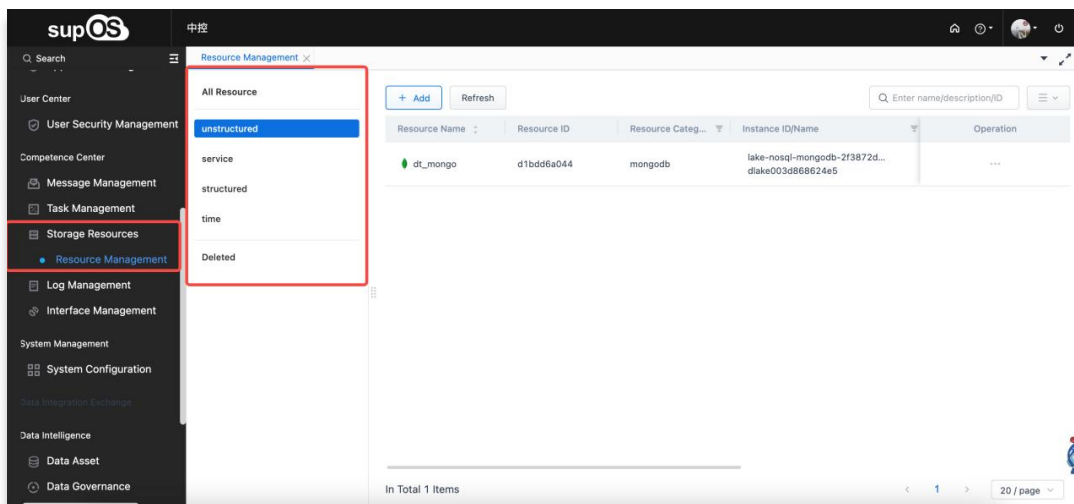 supOS
中控
Search
Resource Management
User Center
User Security Management
Competence Center
Message Management
Task Management
Storage Resources
Resource Management
Log Management
Interface Management
System Management
System Configuration
Data Integration Exchange
Data Intelligence
Data Asset
Data Governance
All Resource
unstructured
service
structured
time
Deleted
+ Add Refresh Enter name/description/ID
Resource Name Resource ID Resource Categ... Instance ID/Name Operation
dt_mongo d1bdd6a044 mongodb lake-nosql-mongodb-2f3872d...
dlake003d868624e5
In Total 1 Items < 1 > 20 / page